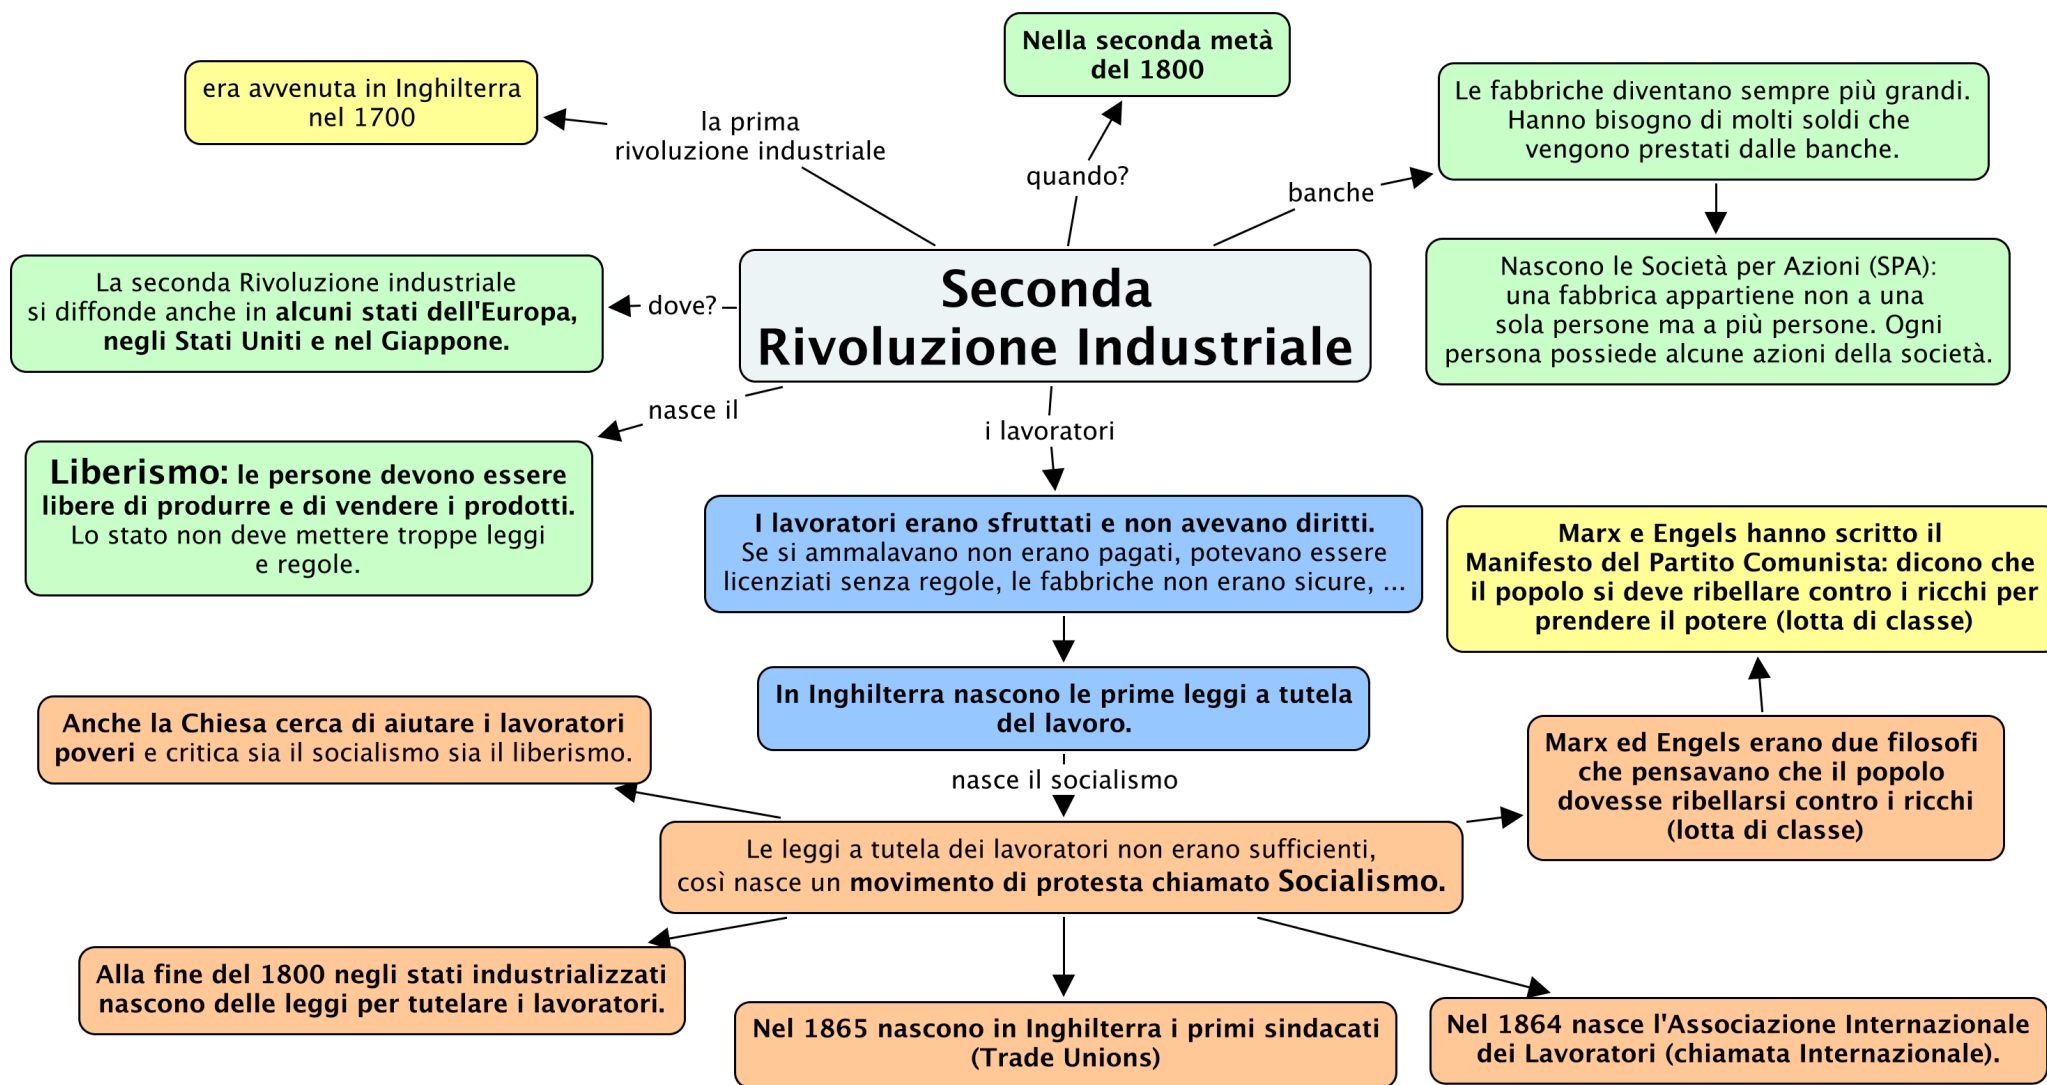 Nella seconda metà
del 1800
era avvenuta in Inghilterra
nel 1700
la prima
rivoluzione industriale
quando?
banche
Le fabbriche diventano sempre più grandi.
Hanno bisogno di molti soldi che
vengono prestati dalle banche.
Seconda
Rivoluzione Industriale
dove?
La seconda Rivoluzione industriale
si diffonde anche in alcuni stati dell'Europa,
negli Stati Uniti e nel Giappone.
Nascono le Società per Azioni (SPA):
una fabbrica appartiene non a una
sola persona ma a più persone. Ogni
persona possiede alcune azioni della società.
nasce il
i lavoratori
Liberismo: le persone devono essere
libere di produrre e di vendere i prodotti.
Lo stato non deve mettere troppe leggi
e regole.
I lavoratori erano sfruttati e non avevano diritti.
Se si ammalavano non erano pagati, potevano essere
licenziati senza regole, le fabbriche non erano sicure, ...
Marx e Engels hanno scritto il
Manifesto del Partito Comunista: dicono che
il popolo si deve ribellare contro i ricchi per
prendere il potere (lotta di classe)
In Inghilterra nascono le prime leggi a tutela
del lavoro.
Anche la Chiesa cerca di aiutare i lavoratori
poveri e critica sia il socialismo sia il liberismo.
nasce il socialismo
Marx ed Engels erano due filosofi
che pensavano che il popolo
dovesse ribellarsi contro i ricchi
(lotta di classe)
Le leggi a tutela dei lavoratori non erano sufficienti,
così nasce un movimento di protesta chiamato Socialismo.
Alla fine del 1800 negli stati industrializzati
nascono delle leggi per tutelare i lavoratori.
Nel 1865 nascono in Inghilterra i primi sindacati
(Trade Unions)
Nel 1864 nasce l'Associazione Internazionale
dei Lavoratori (chiamata Internazionale).